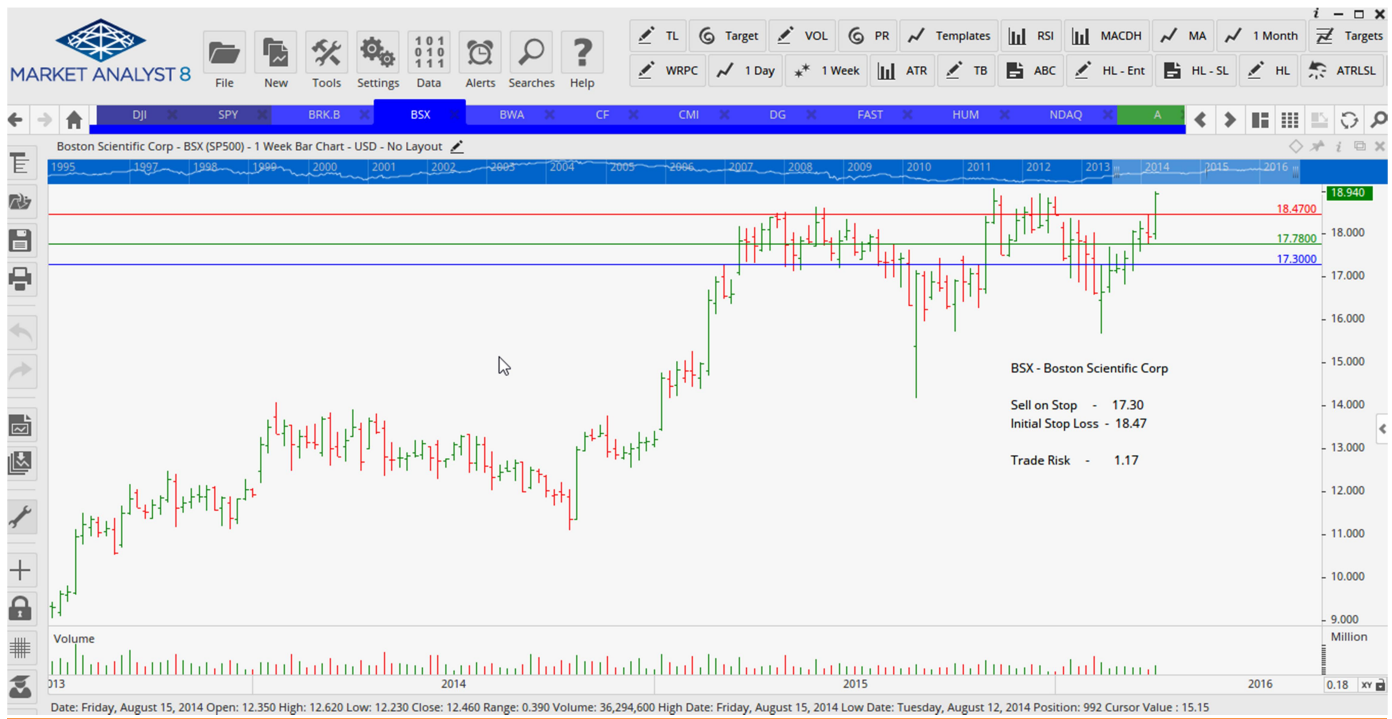 i
TL Target VOL PR Templates RSI MACDH MA 1 Month Targets
WRPC 1 Day 1 Week ATR TB ABC HL - Ent HL - SL HL ATRLSL
MARKET ANALYST 8
101
010
111
File New Tools Settings Data Alerts Searches Help
DJI SPY BRK.B BSX BWA CF CMI DG FAST HUM NDAQ A
Boston Scientific Corp - BSX (SP500) - 1 Week Bar Chart - USD - No Layout
1995 1997 1998 1999 2000 2001 2002 2003 2004 2005 2006 2007 2008 2009 2010 2011 2012 2013 2014 2015 2016
18.940
18.4700
18.000
17.7800
17.3000
17.000
16.000
15.000
14.000
13.000
12.000
11.000
10.000
9.000
BSX - Boston Scientific Corp
Sell on Stop - 17.30
Initial Stop Loss - 18.47
Trade Risk - 1.17
Volume
Million
013 2014 2015 2016
0.18 XY
Date: Friday, August 15, 2014 Open: 12.350 High: 12.620 Low: 12.230 Close: 12.460 Range: 0.390 Volume: 36,294,600 High Date: Friday, August 15, 2014 Low Date: Tuesday, August 12, 2014 Position: 992 Cursor Value : 15.15